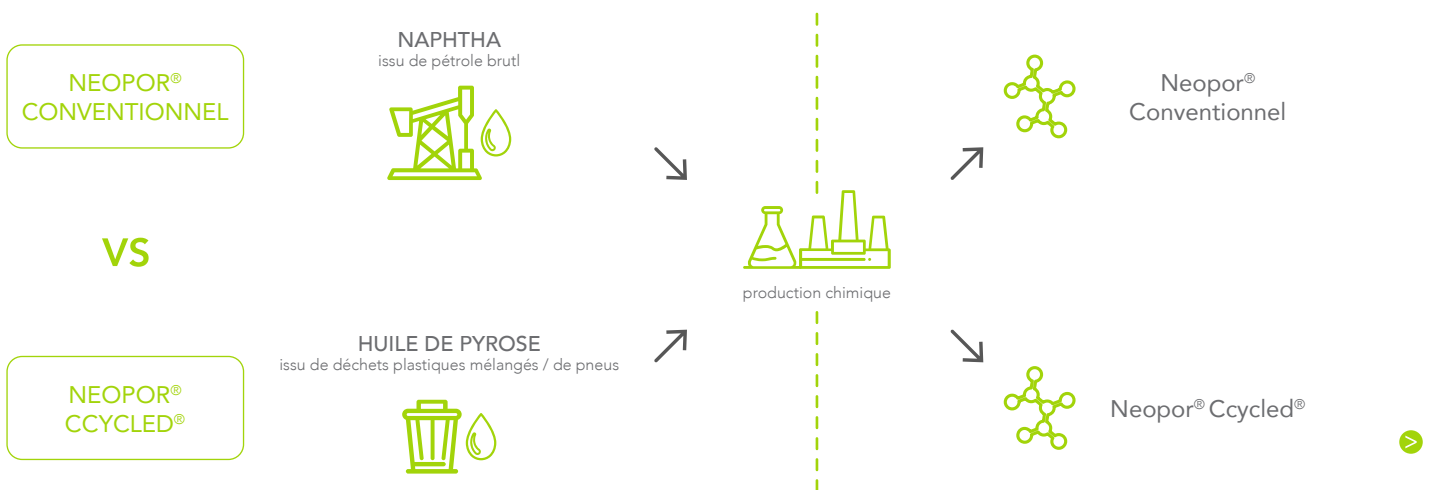 NEOPOR®
CONVENTIONNEL
NAPHTHA
issu de pétrole brutl
Neopor®
Conventionnel
VS
production chimique
NEOPOR®
CCYCLED®
HUILE DE PYROSE
issu de déchets plastiques mélangés / de pneus
Neopor® Ccycled®
>